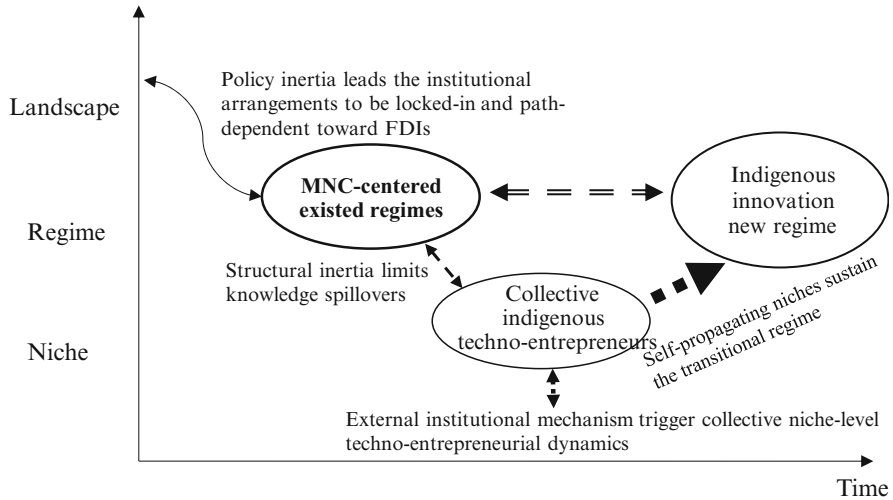 Landscape
Policy inertia leads the institutional
arrangements to be locked-in and path-
dependent toward FDIs
MNC-centered
existed regimes
Indigenous
innovation
new regime
Regime
Structural inertia limits
knowledge spillovers
Collective
indigenous
techno-entrepreneurs
Self-propagating niches sustain
the transitional regime
Niche
External institutional mechanism trigger collective niche-level
techno-entrepreneurial dynamics
Time